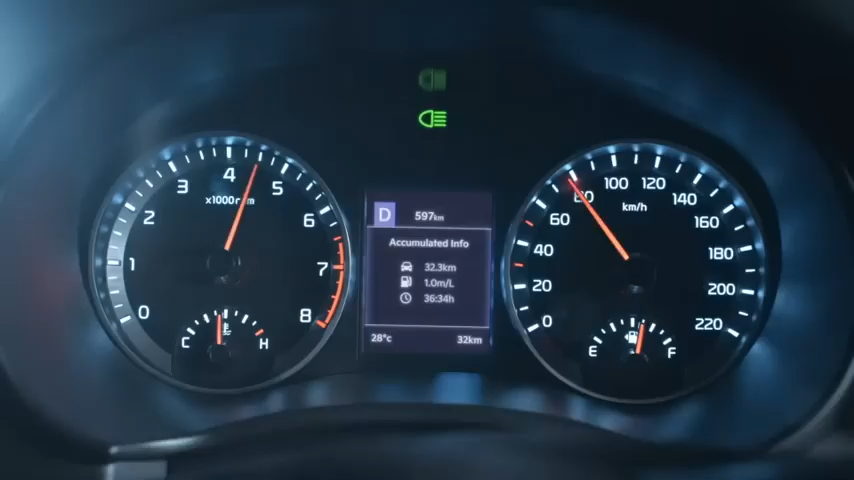 0
1
2
3
4
5
6
7
8
x1000r/m
C H
D 597km
Accumulated Info
32.3km
1.0m/L
36:34h
28°c 32km
0
20
40
60
80
100
120
140
160
180
200
220
km/h
E F